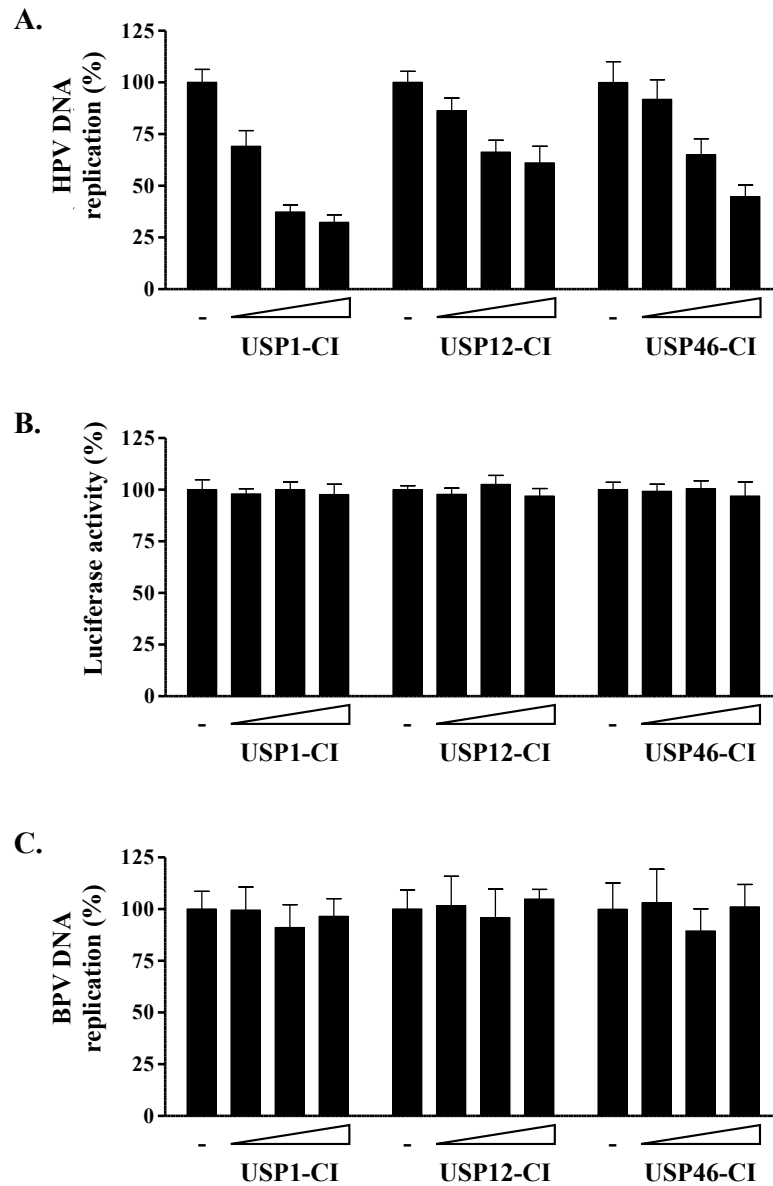 A.
HPV DNA
replication (%)
125
100
75
50
25
0
- - -
USP1-CI USP12-CI USP46-CI
B.
Luciferase activity (%)
125
100
75
50
25
0
- - -
USP1-CI USP12-CI USP46-CI
C.
BPV DNA
replication (%)
125
100
75
50
25
0
- - -
USP1-CI USP12-CI USP46-CI